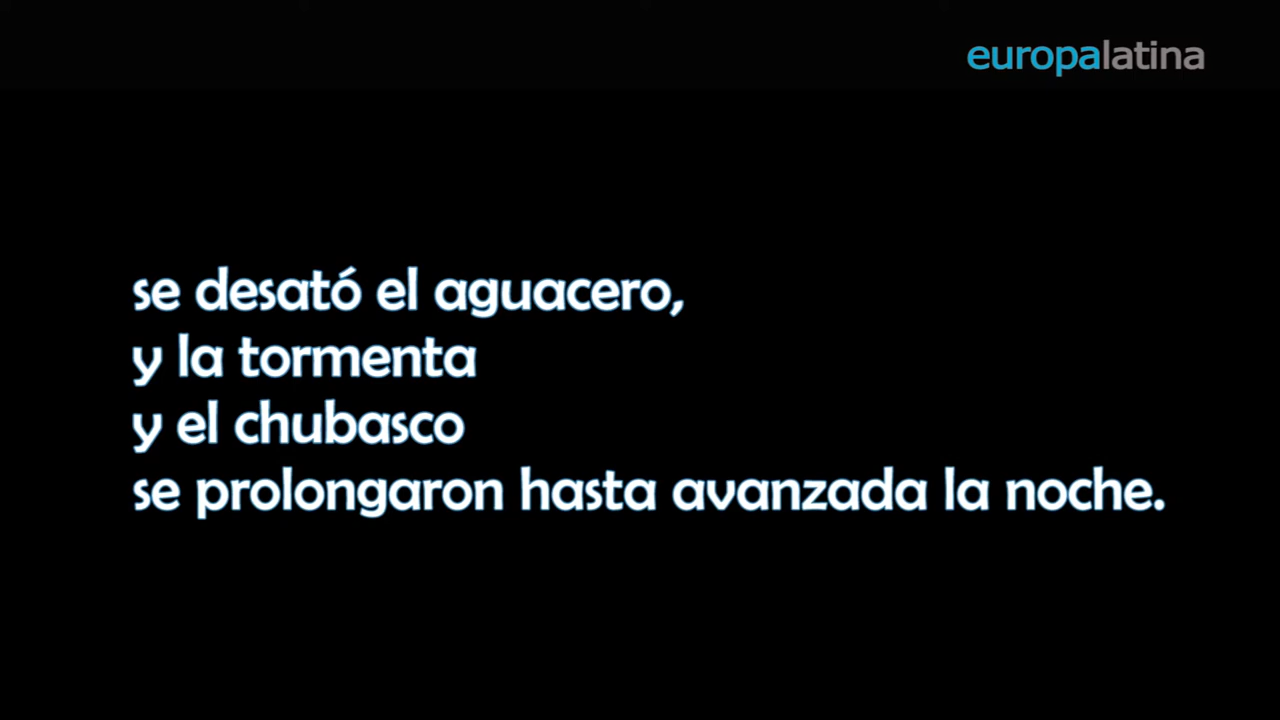 europalatina
se desató el aguacero,
y la tormenta
y el chubasco
se prolongaron hasta avanzada la noche.